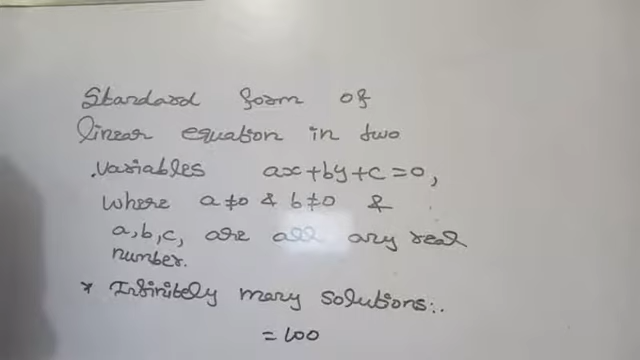 Standard form of
linear equation in two
variables ax+by+c=0,
where a≠0 & b≠0 &
a,b,c, are all any real
number.
* Infinitely many solutions:.
= 100